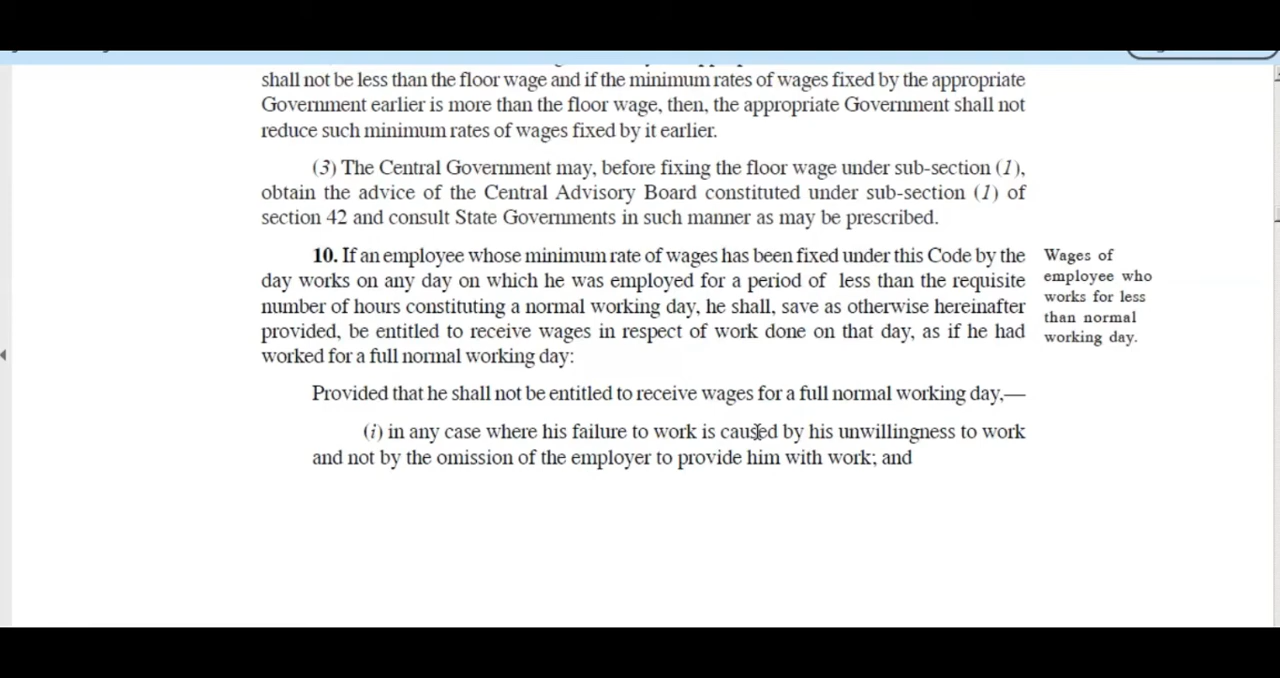 shall not be less than the floor wage and if the minimum rates of wages fixed by the appropriate
Government earlier is more than the floor wage, then, the appropriate Government shall not
reduce such minimum rates of wages fixed by it earlier.
(3) The Central Government may, before fixing the floor wage under sub-section (1),
obtain the advice of the Central Advisory Board constituted under sub-section (1) of
section 42 and consult State Governments in such manner as may be prescribed.
10. If an employee whose minimum rate of wages has been fixed under this Code by the
day works on any day on which he was employed for a period of less than the requisite
number of hours constituting a normal working day, he shall, save as otherwise hereinafter
provided, be entitled to receive wages in respect of work done on that day, as if he had
worked for a full normal working day:
Wages of
employee who
works for less
than normal
working day.
Provided that he shall not be entitled to receive wages for a full normal working day,—
(i) in any case where his failure to work is caused by his unwillingness to work
and not by the omission of the employer to provide him with work; and